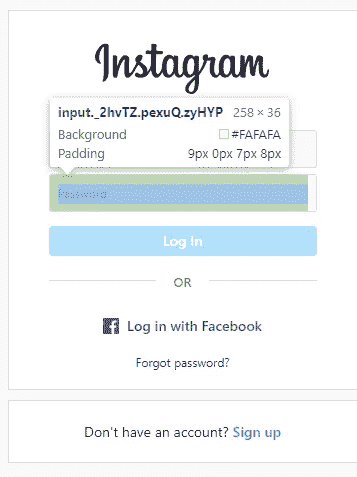 Instagram
input._2hvTZ.pexuQ.zyHYP 258 × 36
Background #FAFAFA
Padding 9px 0px 7px 8px
Password
Log In
OR
Log in with Facebook
Forgot password?
Don't have an account? Sign up